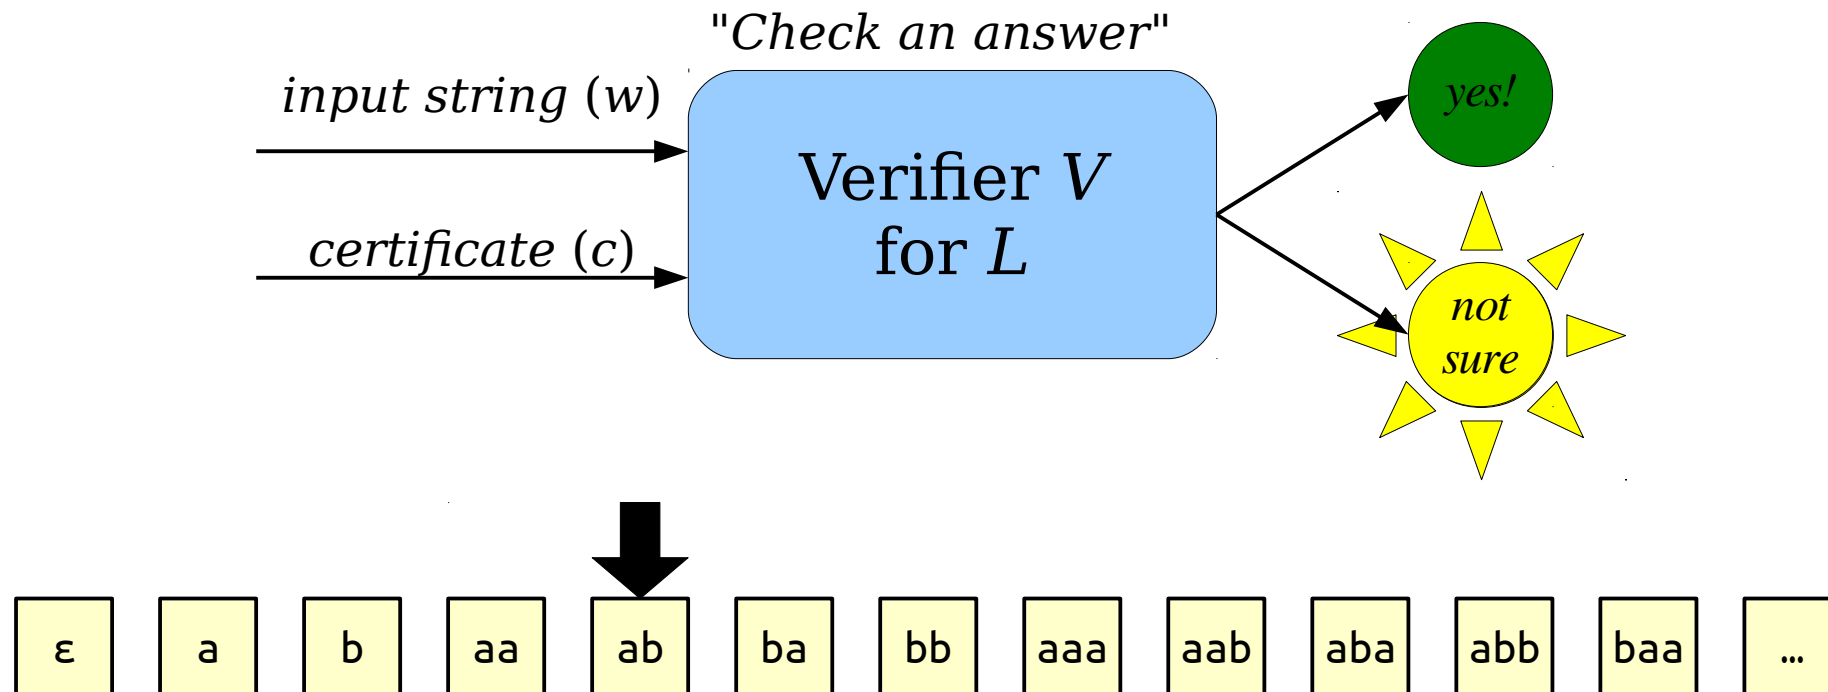 "Check an answer"
input string (w)
certificate (c)
Verifier V
for L
yes!
not
sure
ε a b aa ab ba bb aaa aab aba abb baa …